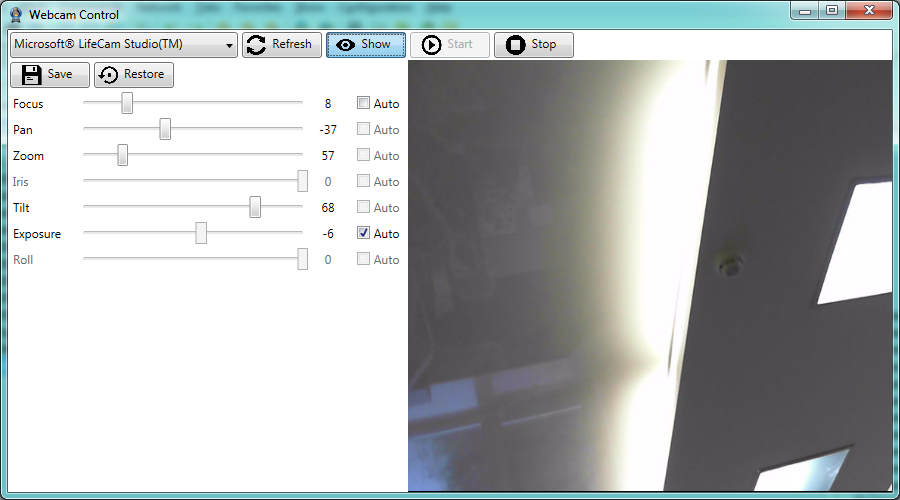 Webcam Control
Microsoft® LifeCam Studio(TM) Refresh Show Start Stop
Save Restore
Focus 8 Auto
Pan -37 Auto
Zoom 57 Auto
Iris 0 Auto
Tilt 68 Auto
Exposure -6 Auto
Roll 0 Auto